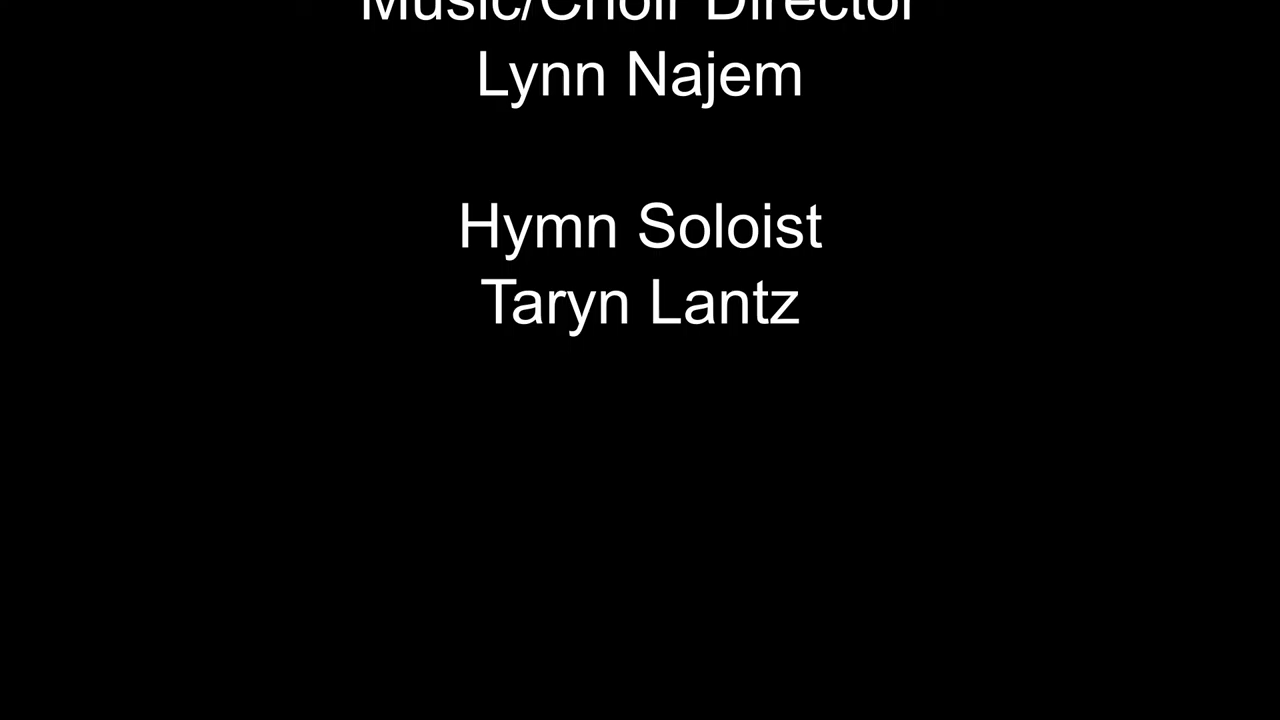 Music/Choir Director
Lynn Najem
Hymn Soloist
Taryn Lantz